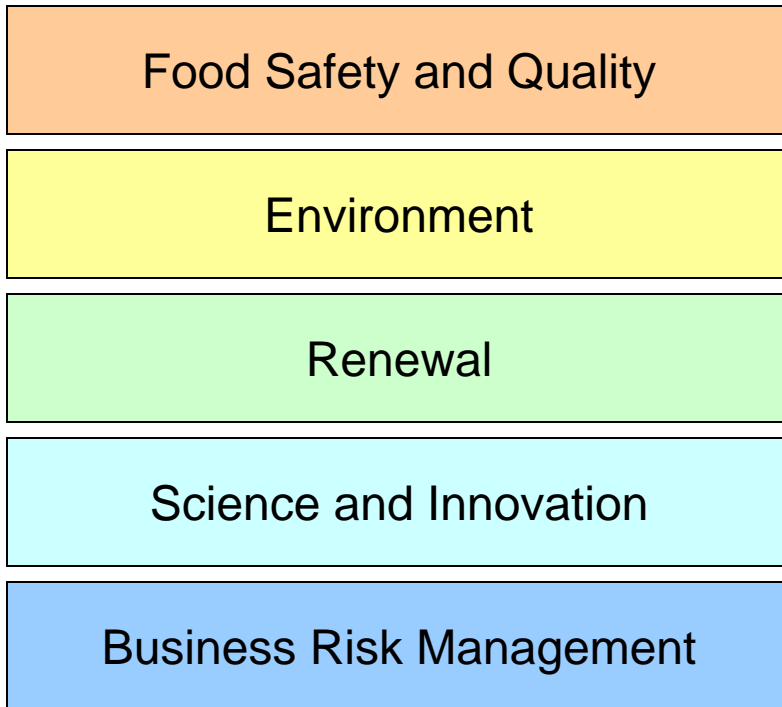 Food Safety and Quality
Environment
Renewal
Science and Innovation
Business Risk Management